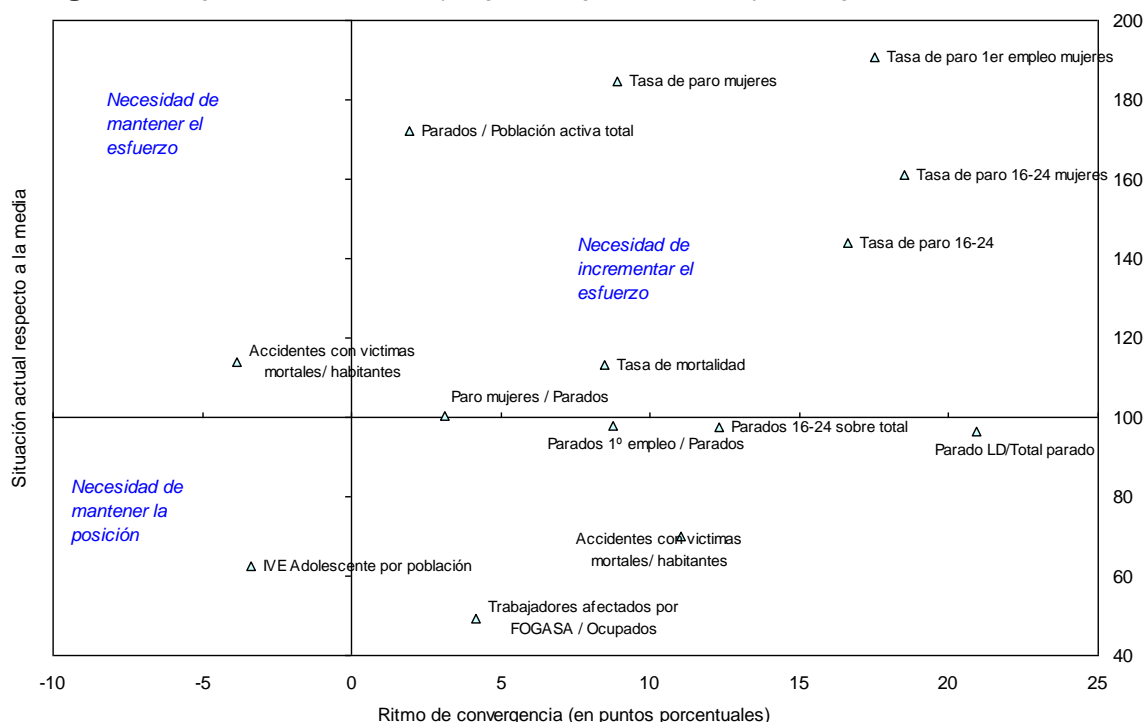 200
Tasa de paro 1er empleo mujeres
Tasa de paro mujeres
Necesidad de
mantener el
esfuerzo
180
Parados / Población activa total
160
Tasa de paro 16-24 mujeres
Tasa de paro 16-24
Necesidad de
incrementar el
esfuerzo
140
120
Accidentes con victimas
mortales/ habitantes
Tasa de mortalidad
Paro mujeres / Parados
100
Parados 16-24 sobre total
Parados 1º empleo / Parados
Parado LD/Total parado
80
Necesidad de
mantener la
posición
Accidentes con victimas
mortales/ habitantes
60
IVE Adolescente por población
Trabajadores afectados por
FOGASA / Ocupados
40
Situación actual respecto a la media
-10 -5 0 5 10 15 20 25
Ritmo de convergencia (en puntos porcentuales)